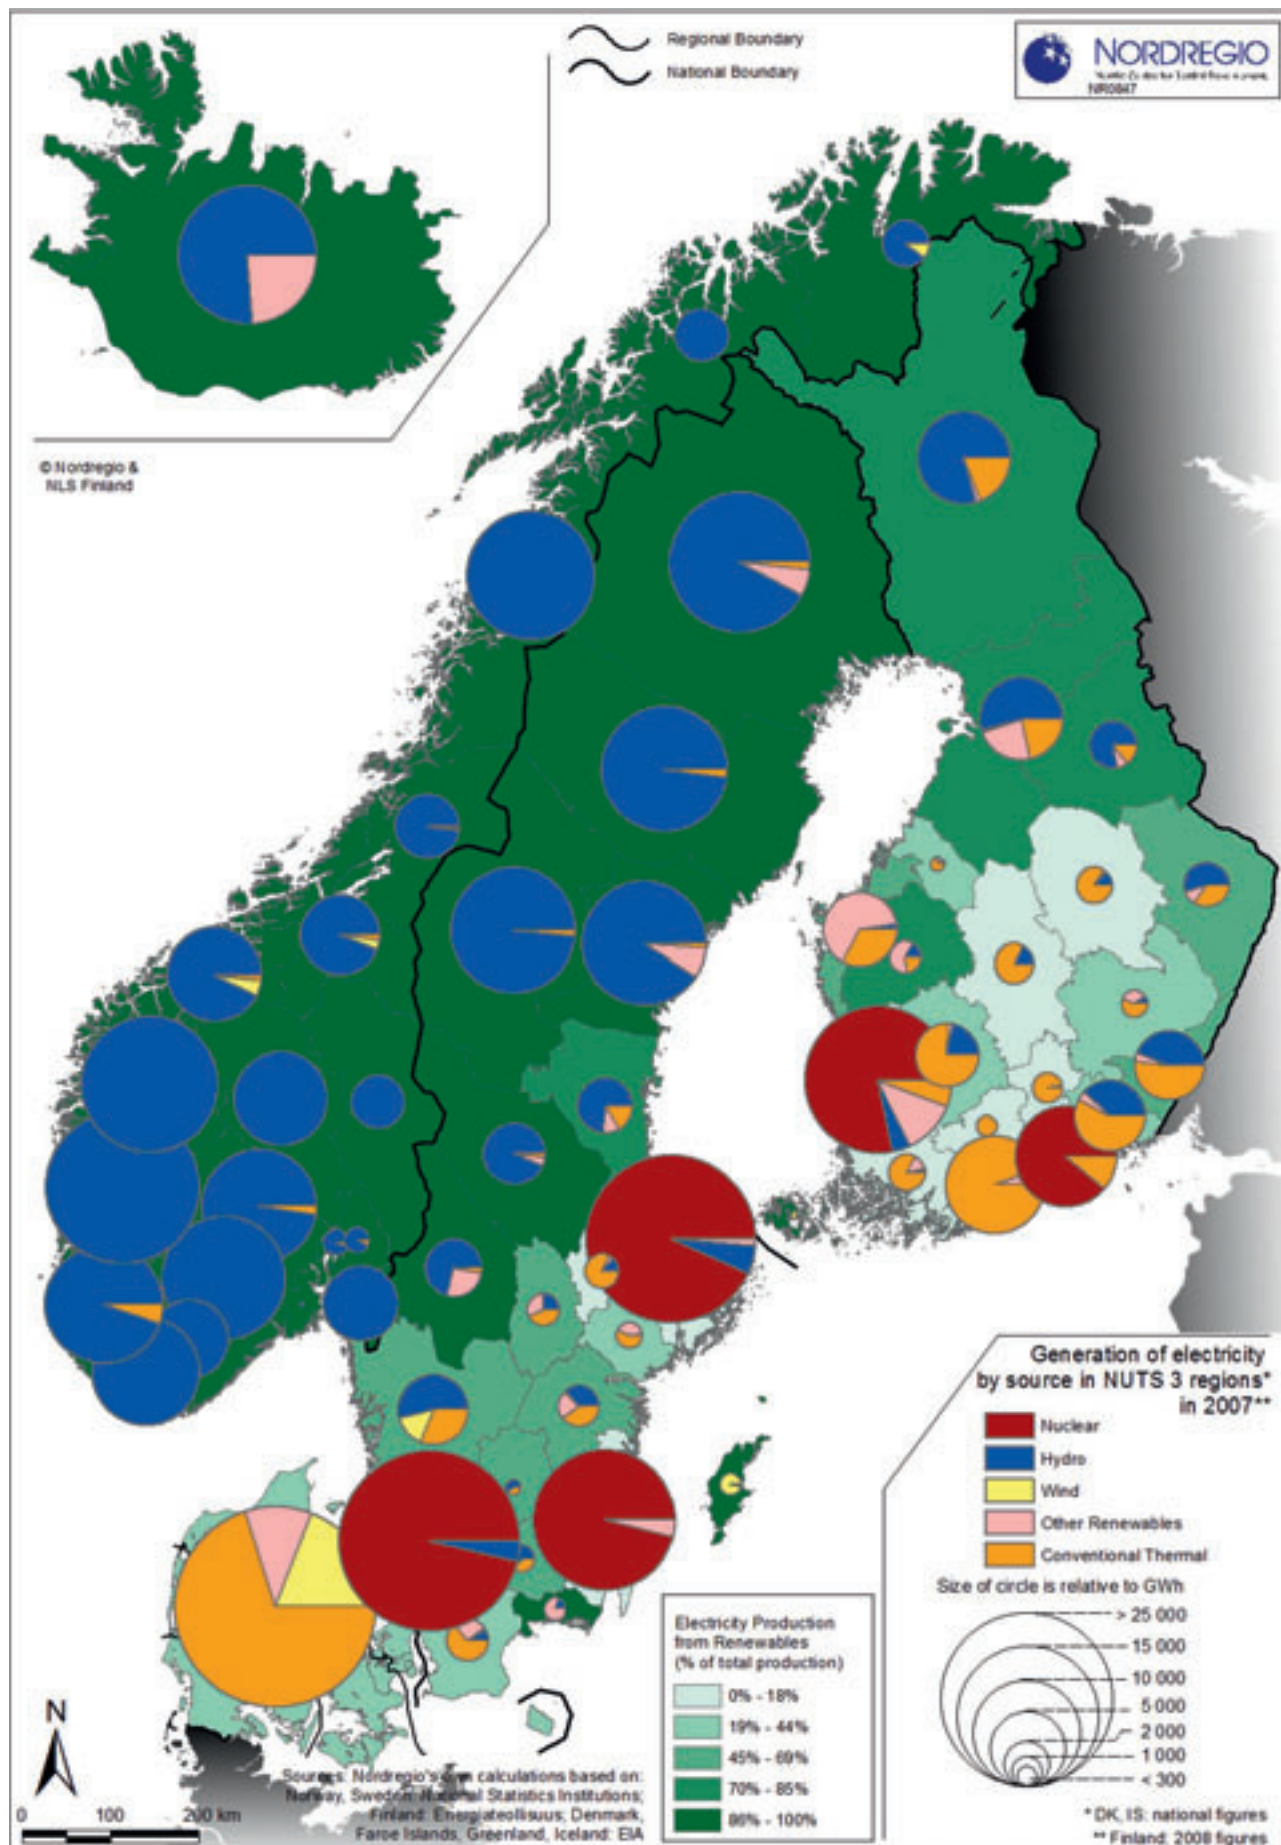 Regional Boundary
National Boundary
NORDREGIO
NR0847
© Nordregio &
NLS Finland
Generation of electricity
by source in NUTS 3 regions*
in 2007**
Nuclear
Hydro
Wind
Other Renewables
Conventional Thermal
Size of circle is relative to GWh
> 25 000
15 000
10 000
5 000
2 000
1 000
< 300
Electricity Production
from Renewables
(% of total production)
0% - 18%
19% - 44%
45% - 69%
70% - 85%
86% - 100%
N
0 100 200 km
Sources: Nordregio's own calculations based on:
Norway, Sweden: National Statistics Institutions;
Finland: Energiateollisuus; Denmark,
Faroe Islands, Greenland, Iceland: EIA
* DK, IS: national figures
** Finland: 2008 figures